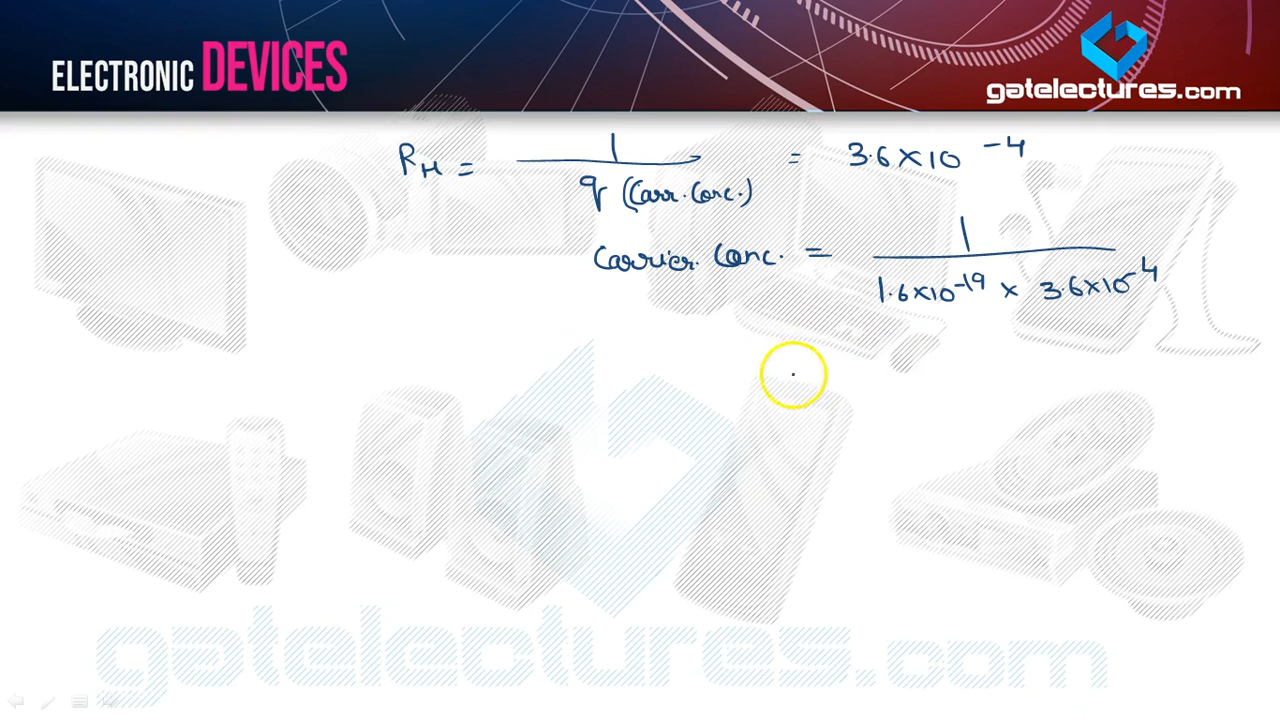 ELECTRONIC DEVICES
gatelectures.com
R_H = 1 / q (Carr. Conc.) = 3.6×10^-4
Carrier. Conc. = 1 / 1.6×10^-19 × 3.6×10^-4
gatelectures.com